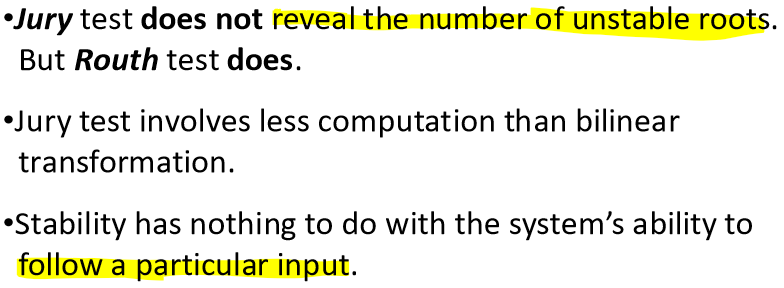 •Jury test does not reveal the number of unstable roots.
But Routh test does.
•Jury test involves less computation than bilinear
transformation.
•Stability has nothing to do with the system’s ability to
follow a particular input.